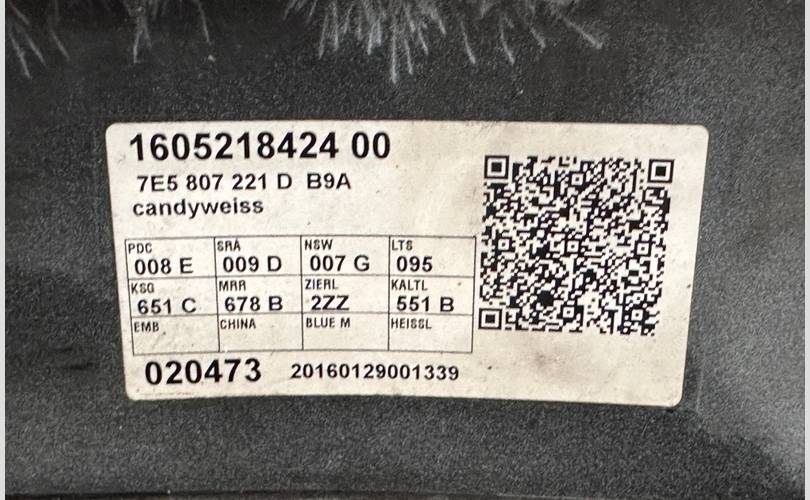 1605218424 00
7E5 807 221 D B9A
candyweiss
PDC SRA NSW LTS
008 E 009 D 007 G 095
KSG MRR ZIERL KALTL
651 C 678 B 2ZZ 551 B
EMB CHINA BLUE M HEISSL
020473 20160129001339